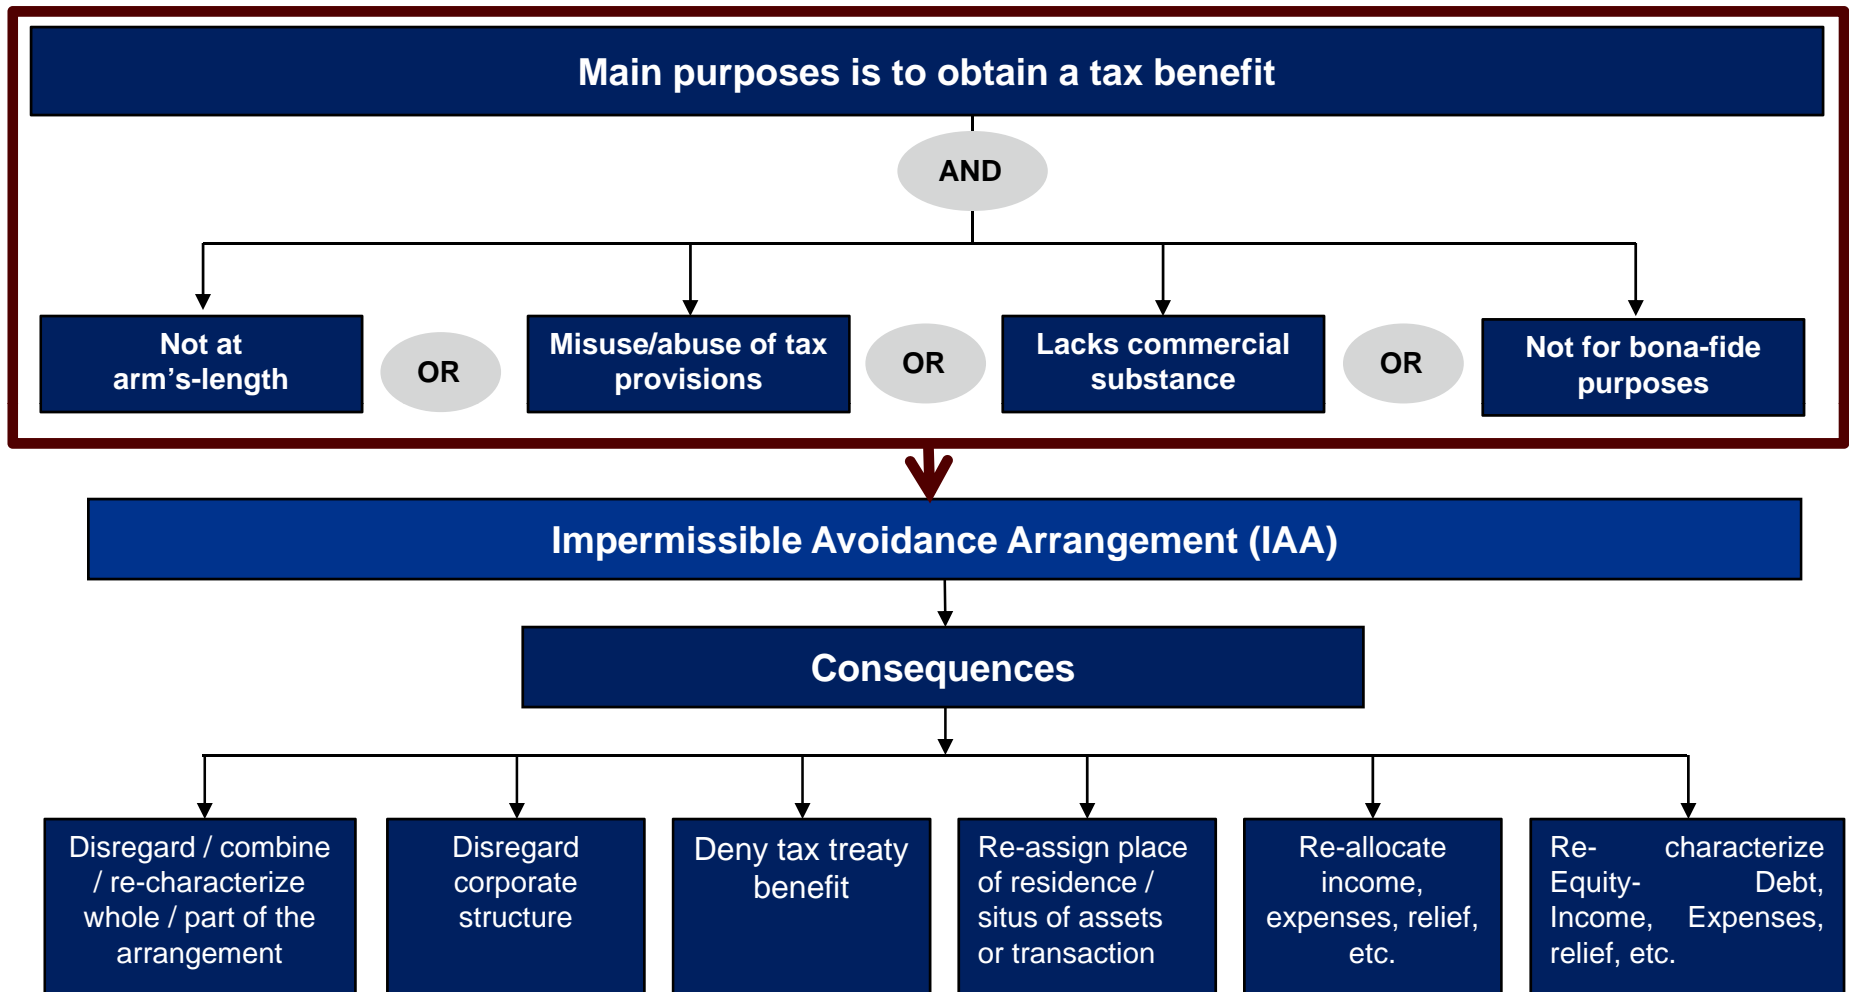 Main purposes is to obtain a tax benefit
AND
Not at
arm's-length
OR
Misuse/abuse of tax
provisions
OR
Lacks commercial
substance
OR
Not for bona-fide
purposes
Impermissible Avoidance Arrangement (IAA)
Consequences
Disregard / combine
/ re-characterize
whole / part of the
arrangement
Disregard
corporate
structure
Deny tax treaty
benefit
Re-assign place
of residence /
situs of assets
or transaction
Re-allocate
income,
expenses, relief,
etc.
Re- characterize
Equity- Debt,
Income, Expenses,
relief, etc.